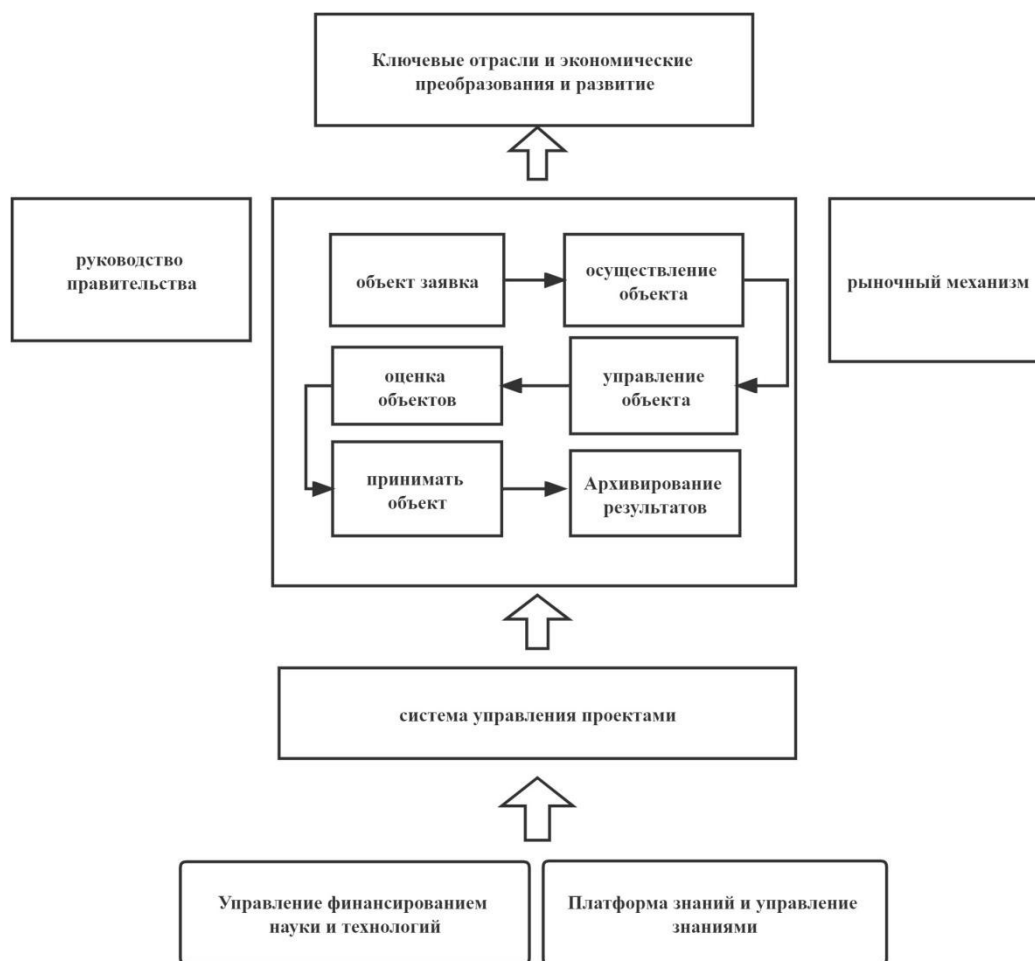 Ключевые отрасли и экономические
преобразования и развитие
руководство
правительства
объект заявка
осуществление
объекта
рыночный механизм
оценка
объектов
управление
объекта
принимать
объект
Архивирование
результатов
система управления проектами
Управление финансированием
науки и технологий
Платформа знаний и управление
знаниями